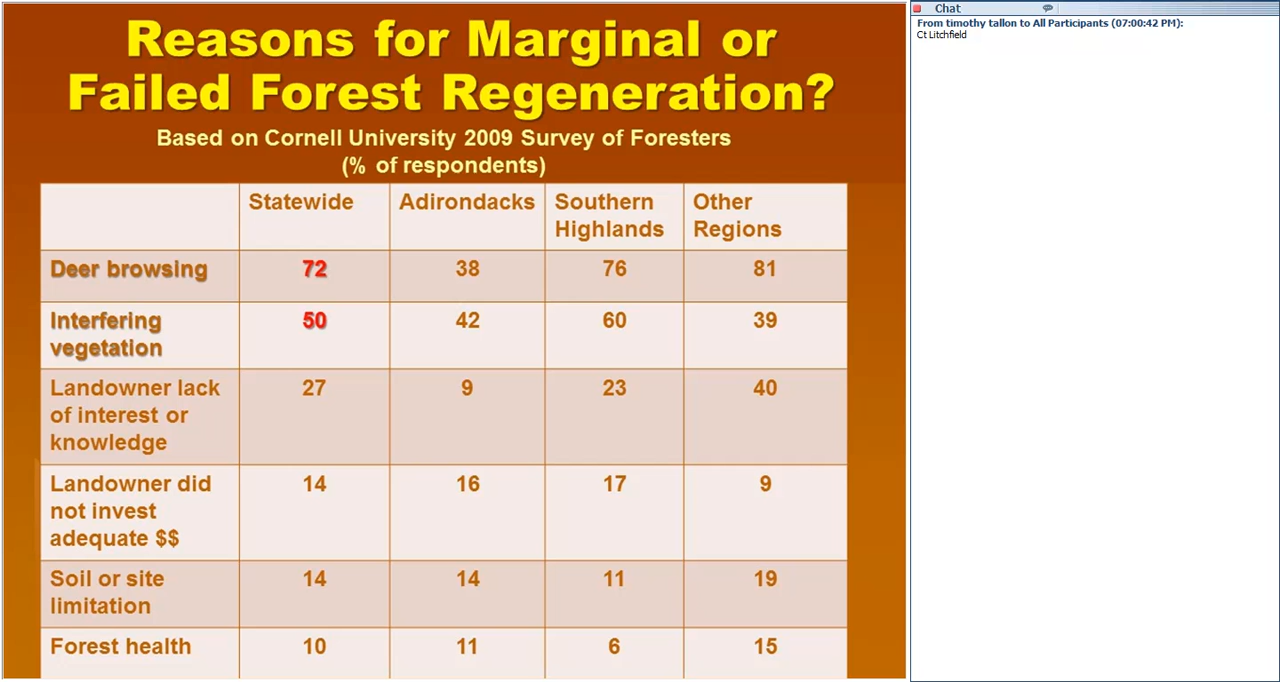 Reasons for Marginal or
Failed Forest Regeneration?
Based on Cornell University 2009 Survey of Foresters
(% of respondents)
Statewide Adirondacks Southern Highlands Other Regions
Deer browsing 72 38 76 81
Interfering vegetation 50 42 60 39
Landowner lack of interest or knowledge 27 9 23 40
Landowner did not invest adequate $$ 14 16 17 9
Soil or site limitation 14 14 11 19
Forest health 10 11 6 15
Chat
From timothy tallon to All Participants (07:00:42 PM):
Ct Litchfield